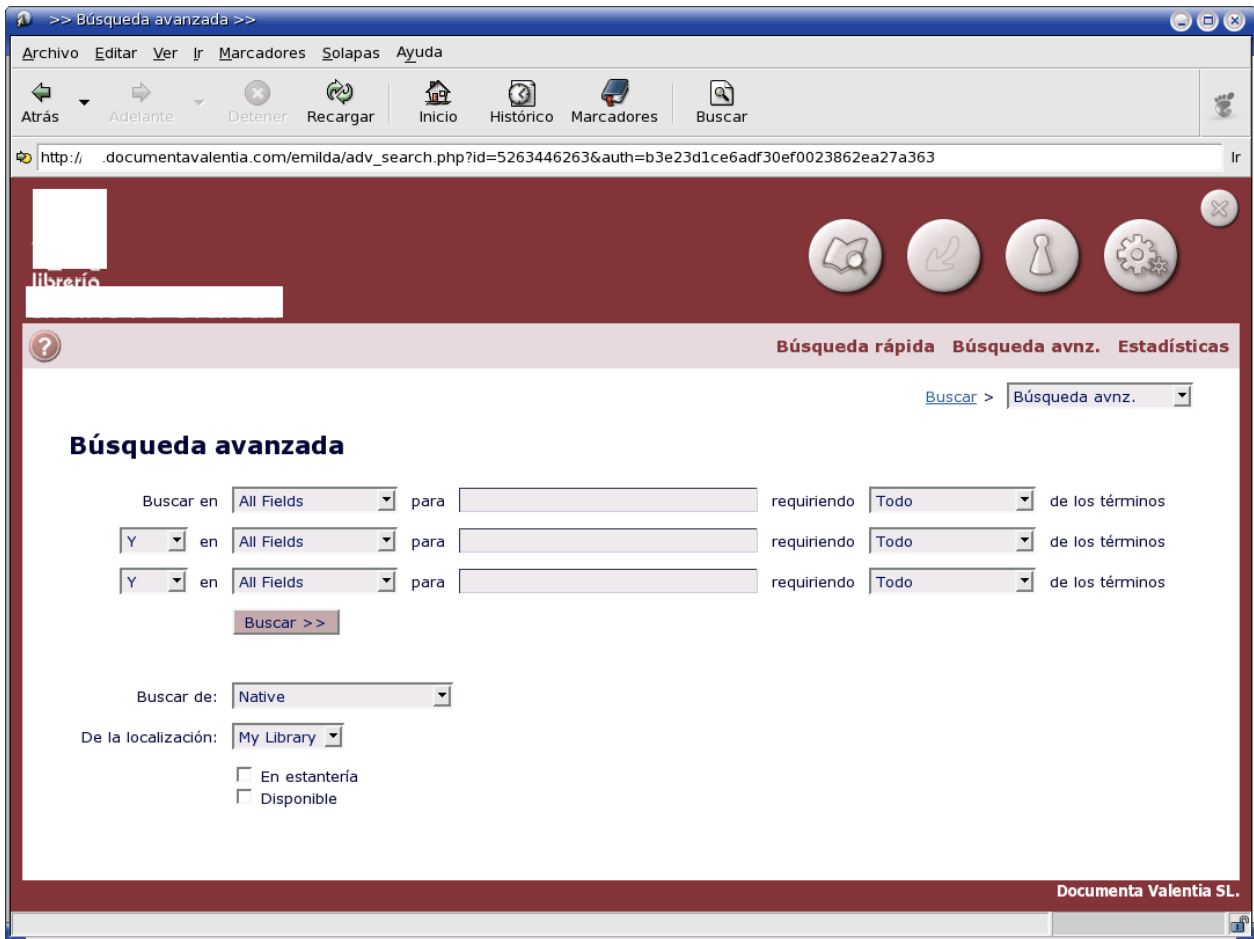 >> Búsqueda avanzada >>
Archivo Editar Ver Ir Marcadores Solapas Ayuda
Atrás Adelante Detener Recargar Inicio Histórico Marcadores Buscar
http:// .documentavalentia.com/emilda/adv_search.php?id=5263446263&auth=b3e23d1ce6adf30ef0023862ea27a363 Ir
librería
Búsqueda rápida Búsqueda avnz. Estadísticas
Buscar > Búsqueda avnz.
Búsqueda avanzada
Buscar en All Fields para requiriendo Todo de los términos
Y en All Fields para requiriendo Todo de los términos
Y en All Fields para requiriendo Todo de los términos
Buscar >>
Buscar de: Native
De la localización: My Library
En estantería
Disponible
Documenta Valentia SL.